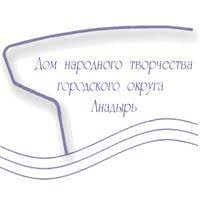 Дом народного творчества
городского округа
Анадырь